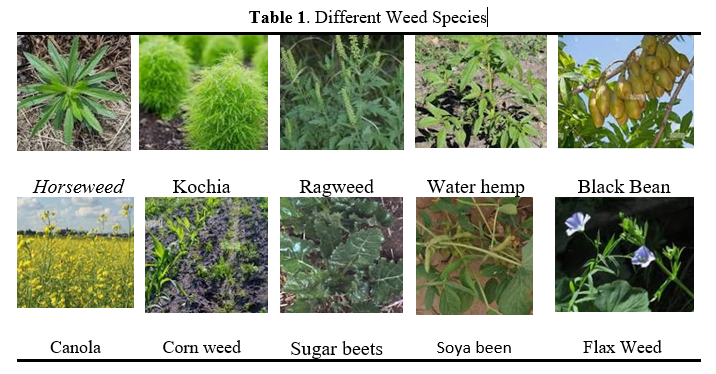 Table 1. Different Weed Species
Horseweed Kochia Ragweed Water hemp Black Bean
Canola Corn weed Sugar beets Soya been Flax Weed